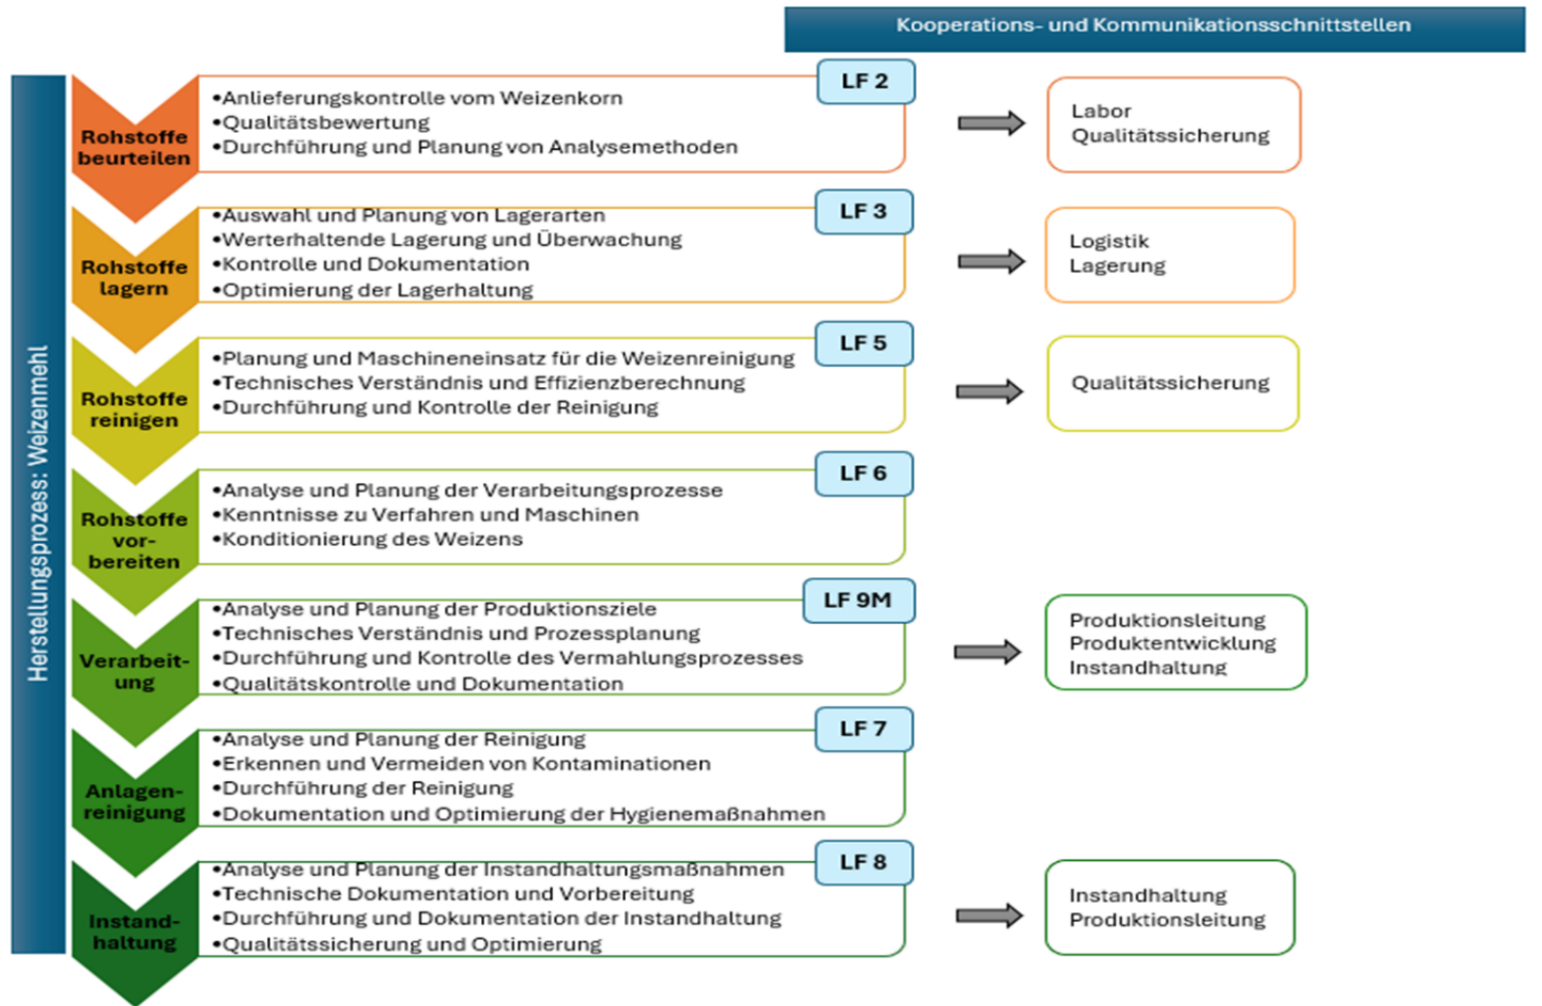 Kooperations- und Kommunikationsschnittstellen
Herstellungsprozess: Weizenmehl
Rohstoffe
beurteilen
•Anlieferungskontrolle vom Weizenkorn
•Qualitätsbewertung
•Durchführung und Planung von Analysemethoden
LF 2
Labor
Qualitätssicherung
Rohstoffe
lagern
•Auswahl und Planung von Lagerarten
•Werterhaltende Lagerung und Überwachung
•Kontrolle und Dokumentation
•Optimierung der Lagerhaltung
LF 3
Logistik
Lagerung
Rohstoffe
reinigen
•Planung und Maschineneinsatz für die Weizenreinigung
•Technisches Verständnis und Effizienzberechnung
•Durchführung und Kontrolle der Reinigung
LF 5
Qualitätssicherung
Rohstoffe
vor-
bereiten
•Analyse und Planung der Verarbeitungsprozesse
•Kenntnisse zu Verfahren und Maschinen
•Konditionierung des Weizens
LF 6
Verarbeit-
ung
•Analyse und Planung der Produktionsziele
•Technisches Verständnis und Prozessplanung
•Durchführung und Kontrolle des Vermahlungsprozesses
•Qualitätskontrolle und Dokumentation
LF 9M
Produktionsleitung
Produktentwicklung
Instandhaltung
Anlagen-
reinigung
•Analyse und Planung der Reinigung
•Erkennen und Vermeiden von Kontaminationen
•Durchführung der Reinigung
•Dokumentation und Optimierung der Hygienemaßnahmen
LF 7
Instand-
haltung
•Analyse und Planung der Instandhaltungsmaßnahmen
•Technische Dokumentation und Vorbereitung
•Durchführung und Dokumentation der Instandhaltung
•Qualitätssicherung und Optimierung
LF 8
Instandhaltung
Produktionsleitung